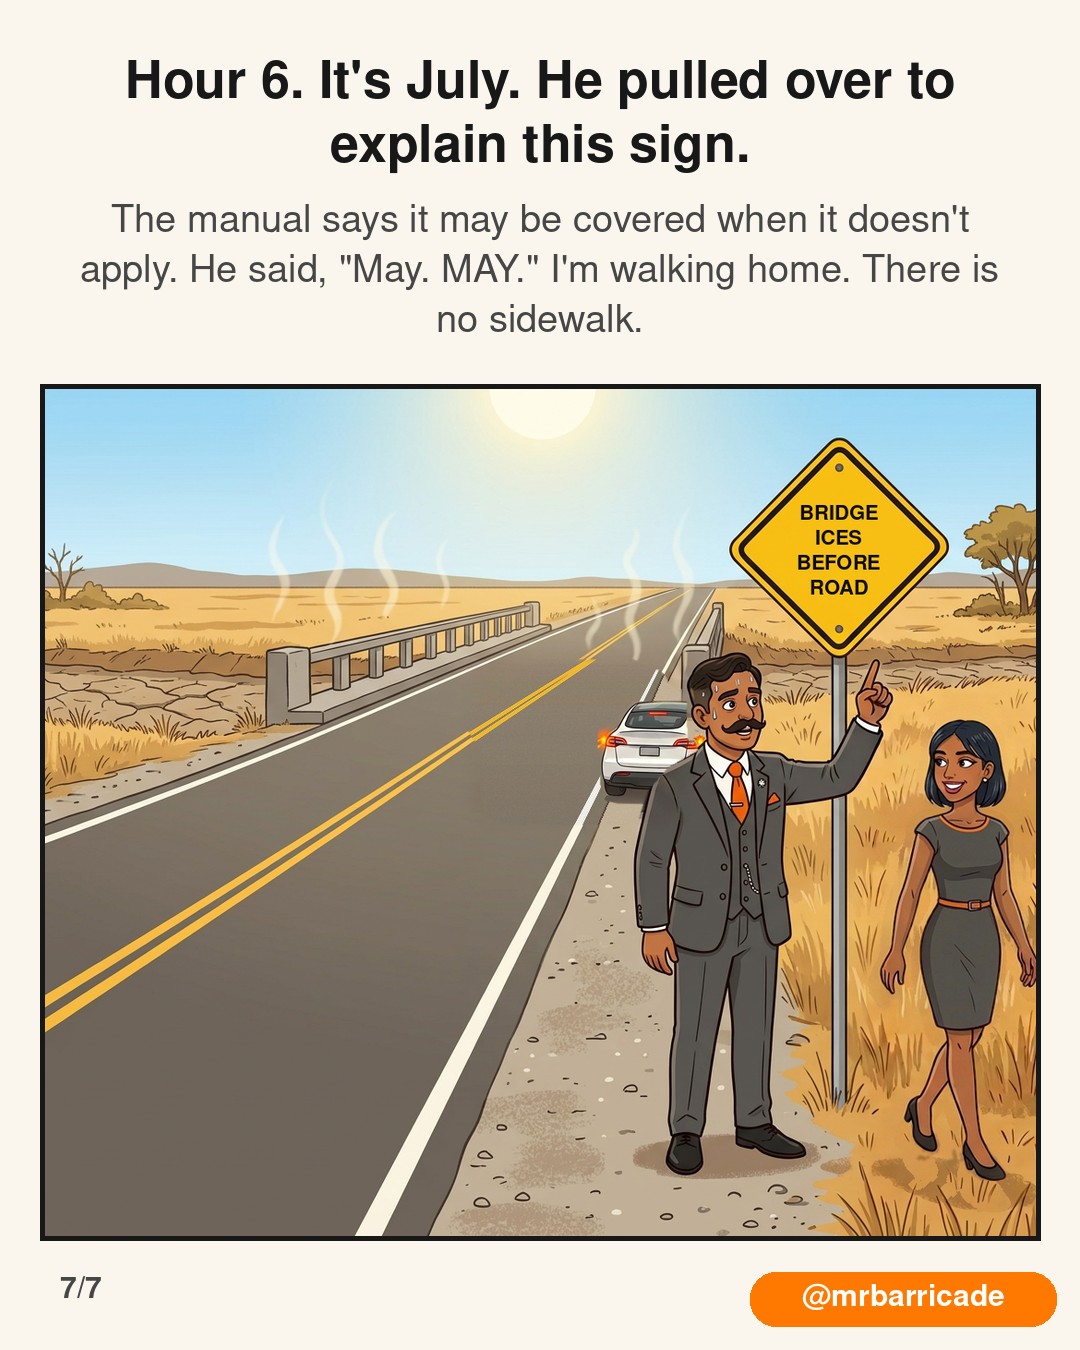 Hour 6. It's July. He pulled over to
explain this sign.
The manual says it may be covered when it doesn't
apply. He said, "May. MAY." I'm walking home. There is
no sidewalk.
BRIDGE
ICES
BEFORE
ROAD
7/7
@mrbarricade